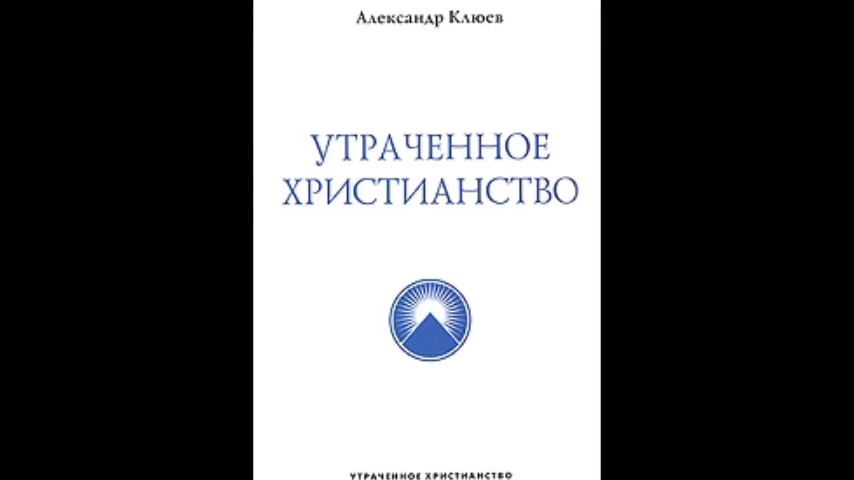 Александр Клюев
УТРАЧЕННОЕ
ХРИСТИАНСТВО
УТРАЧЕННОЕ ХРИСТИАНСТВО